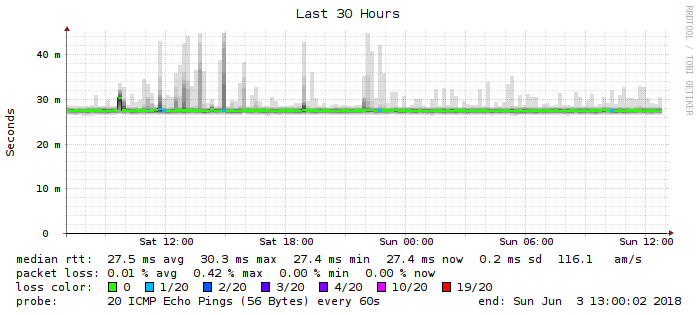 Last 30 Hours
RRDTOOL / TOBI OETIKER
Seconds
40 m
30 m
20 m
10 m
0
Sat 12:00 Sat 18:00 Sun 00:00 Sun 06:00 Sun 12:00
median rtt: 27.5 ms avg 30.3 ms max 27.4 ms min 27.4 ms now 0.2 ms sd 116.1 am/s
packet loss: 0.01 % avg 0.42 % max 0.00 % min 0.00 % now
loss color: 0 1/20 2/20 3/20 4/20 10/20 19/20
probe: 20 ICMP Echo Pings (56 Bytes) every 60s end: Sun Jun 3 13:00:02 2018